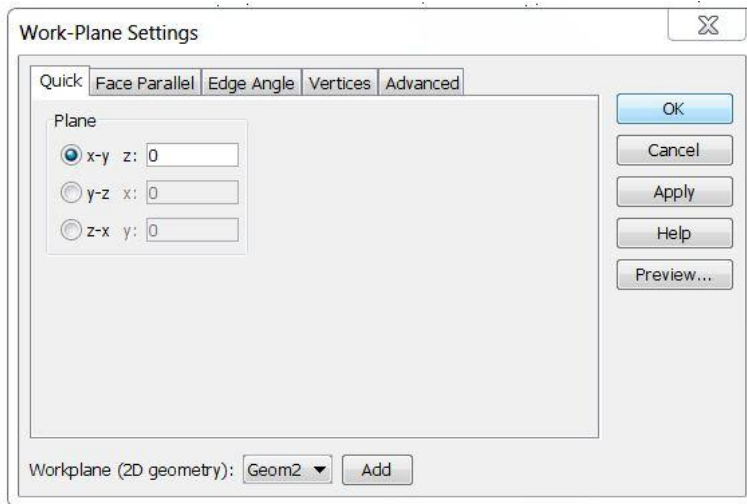 Work-Plane Settings
Quick Face Parallel Edge Angle Vertices Advanced
Plane
x-y z: 0
y-z x: 0
z-x y: 0
OK
Cancel
Apply
Help
Preview...
Workplane (2D geometry): Geom2 Add